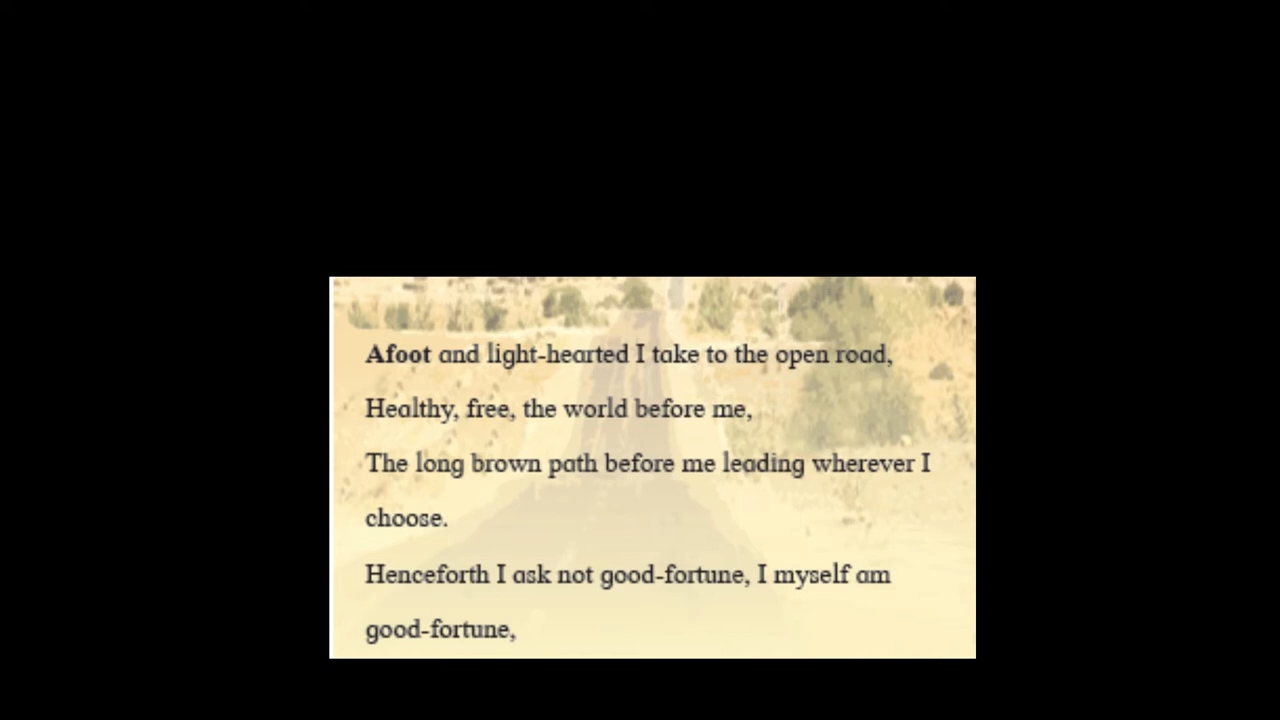 Afoot and light-hearted I take to the open road,
Healthy, free, the world before me,
The long brown path before me leading wherever I
choose.
Henceforth I ask not good-fortune, I myself am
good-fortune,